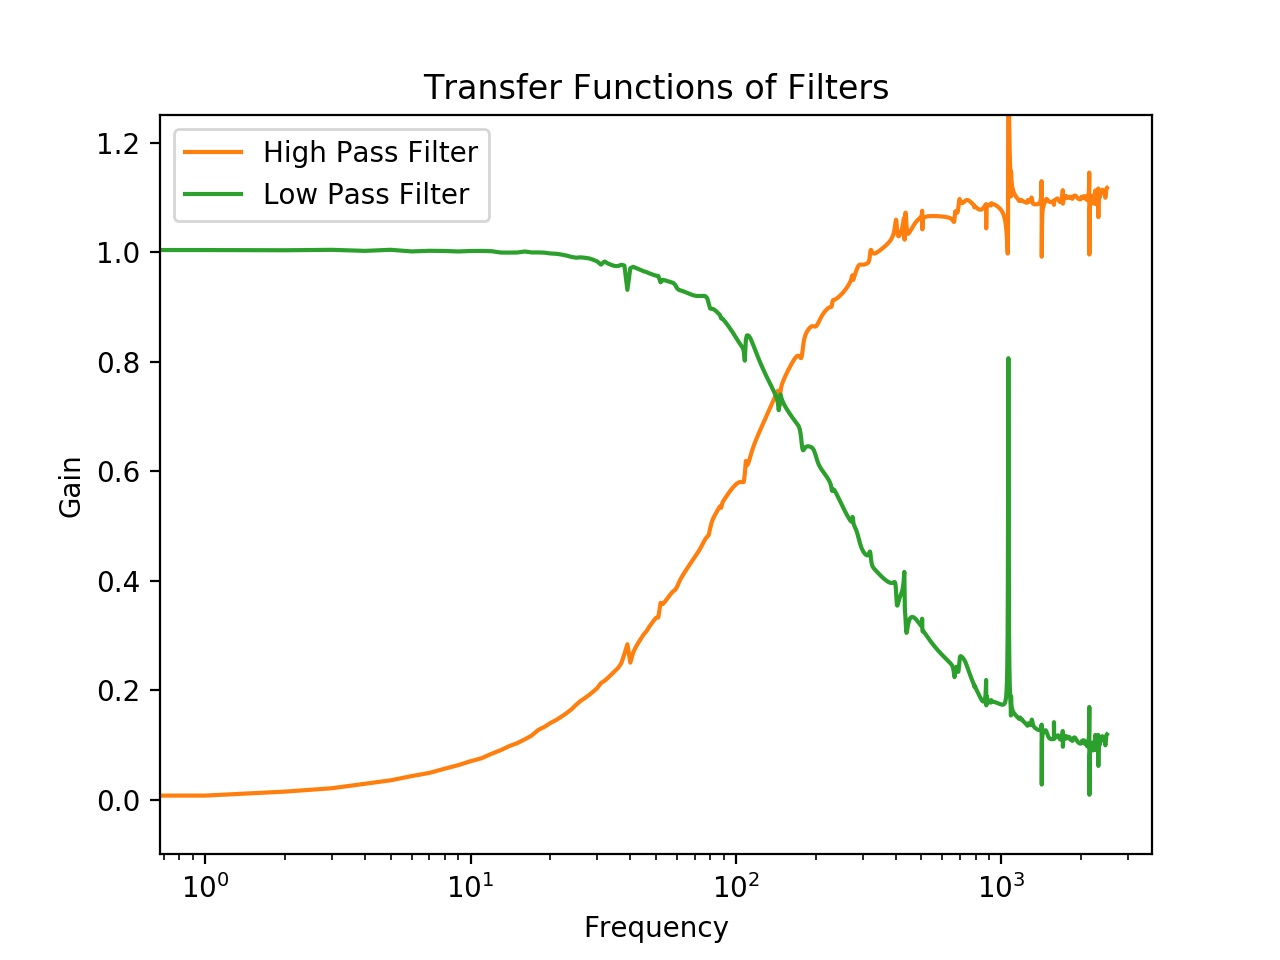 Transfer Functions of Filters
High Pass Filter
Low Pass Filter
Gain
1.2
1.0
0.8
0.6
0.4
0.2
0.0
10⁰ 10¹ 10² 10³
Frequency